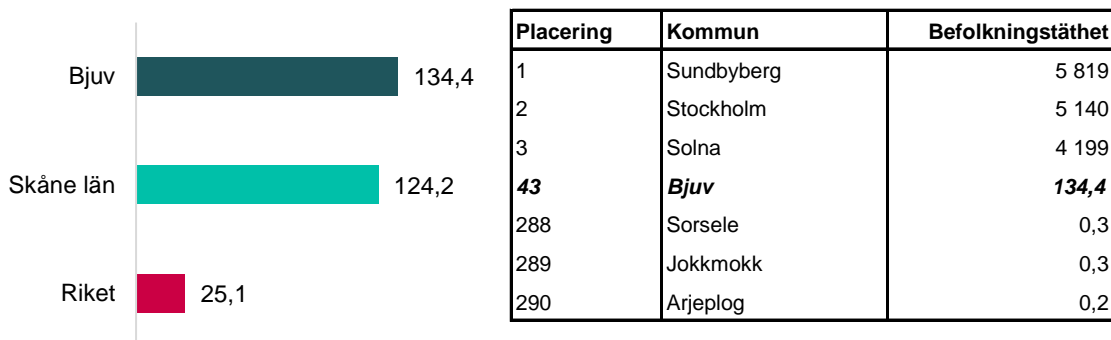 Bjuv 134,4
Skåne län 124,2
Riket 25,1
Placering Kommun Befolkningstäthet
1 Sundbyberg 5 819
2 Stockholm 5 140
3 Solna 4 199
43 Bjuv 134,4
288 Sorsele 0,3
289 Jokkmokk 0,3
290 Arjeplog 0,2